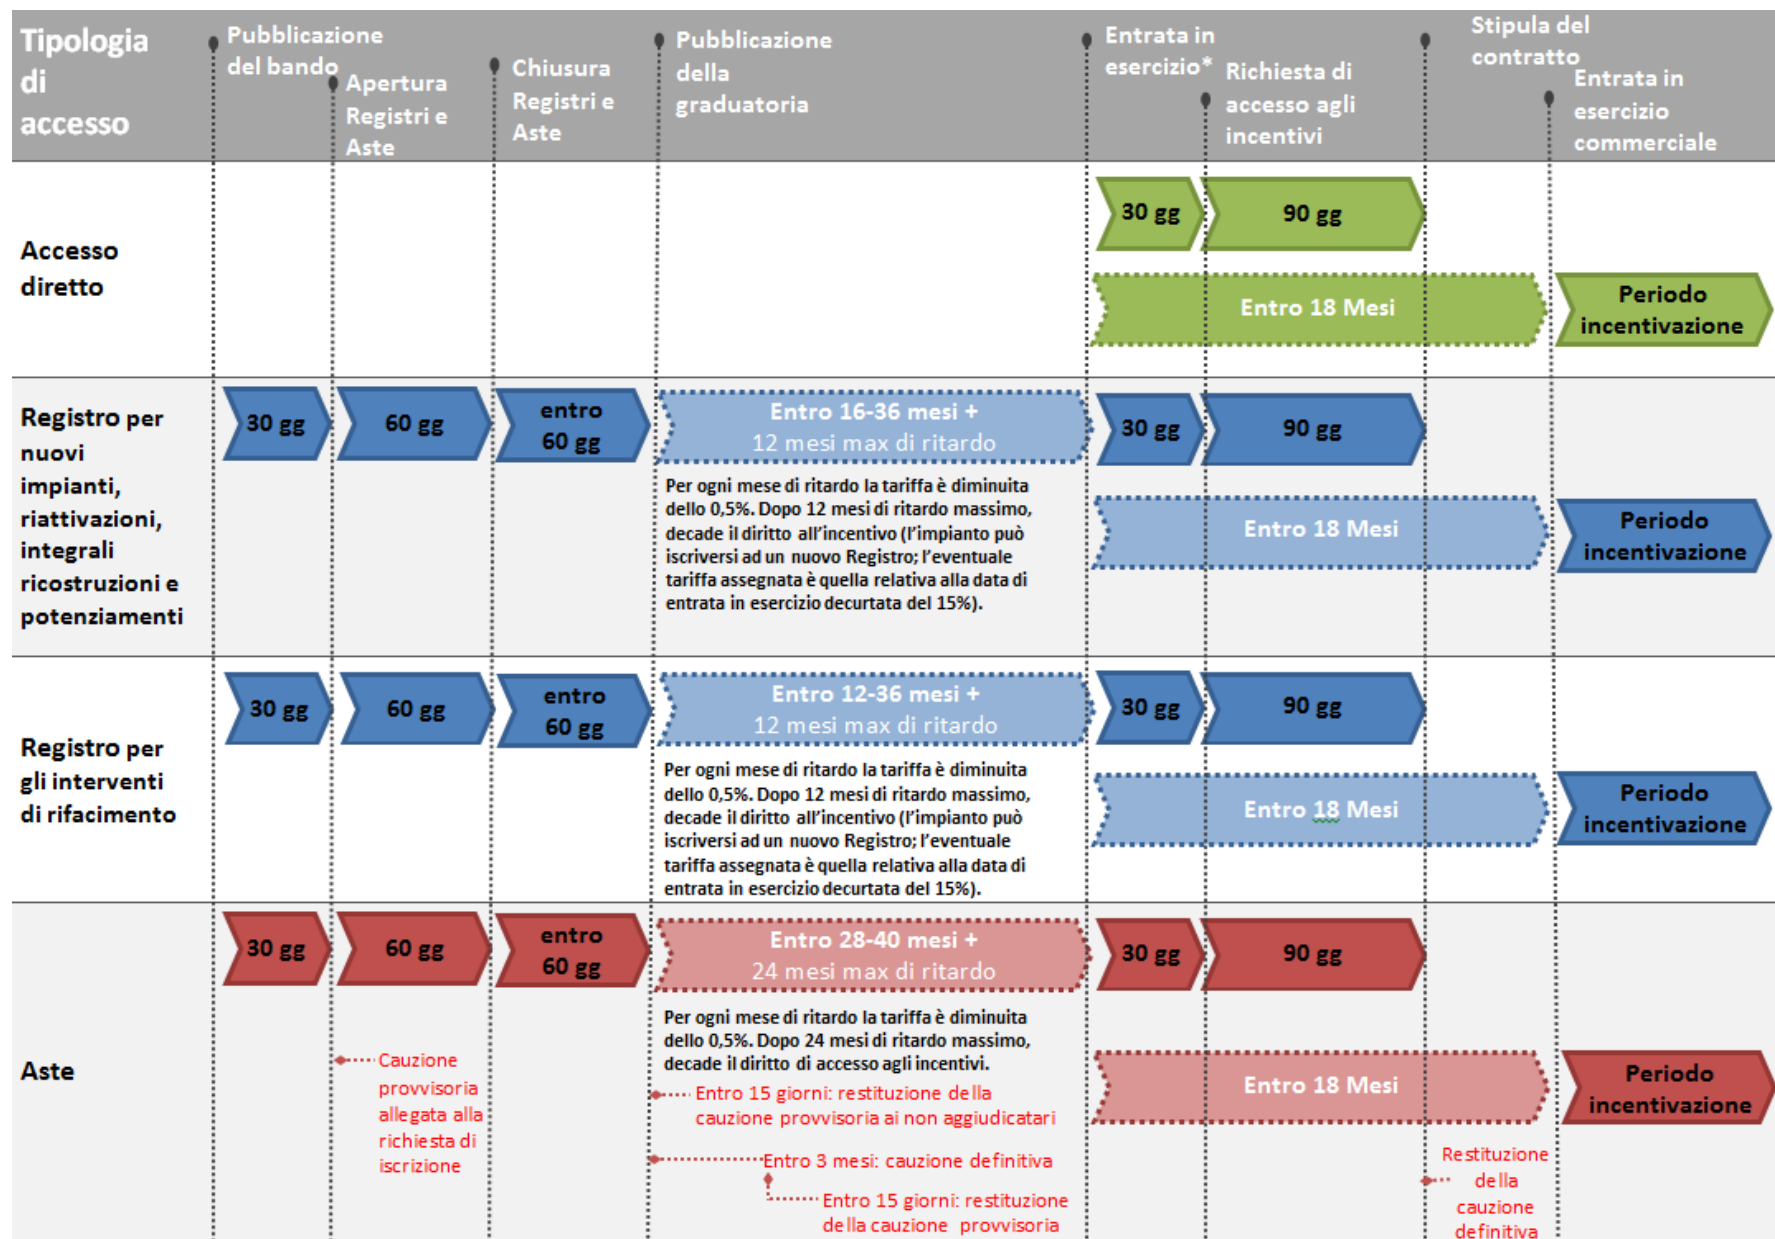 Tipologia
di
accesso
Pubblicazione
del bando
Apertura
Registri e
Aste
Chiusura
Registri e
Aste
Pubblicazione
della
graduatoria
Entrata in
esercizio*
Richiesta di
accesso agli
incentivi
Stipula del
contratto
Entrata in
esercizio
commerciale
Accesso
diretto
30 gg
90 gg
Entro 18 Mesi
Periodo
incentivazione
Registro per
nuovi
impianti,
riattivazioni,
integrali
ricostruzioni e
potenziamenti
30 gg
60 gg
entro
60 gg
Entro 16-36 mesi +
12 mesi max di ritardo
30 gg
90 gg
Per ogni mese di ritardo la tariffa è diminuita
dello 0,5%. Dopo 12 mesi di ritardo massimo,
decade il diritto all'incentivo (l'impianto può
iscriversi ad un nuovo Registro; l'eventuale
tariffa assegnata è quella relativa alla data di
entrata in esercizio decurtata del 15%).
Entro 18 Mesi
Periodo
incentivazione
Registro per
gli interventi
di rifacimento
30 gg
60 gg
entro
60 gg
Entro 12-36 mesi +
12 mesi max di ritardo
30 gg
90 gg
Per ogni mese di ritardo la tariffa è diminuita
dello 0,5%. Dopo 12 mesi di ritardo massimo,
decade il diritto all'incentivo (l'impianto può
iscriversi ad un nuovo Registro; l'eventuale
tariffa assegnata è quella relativa alla data di
entrata in esercizio decurtata del 15%).
Entro 18 Mesi
Periodo
incentivazione
Aste
30 gg
60 gg
entro
60 gg
Entro 28-40 mesi +
24 mesi max di ritardo
30 gg
90 gg
Per ogni mese di ritardo la tariffa è diminuita
dello 0,5%. Dopo 24 mesi di ritardo massimo,
decade il diritto di accesso agli incentivi.
Entro 18 Mesi
Periodo
incentivazione
Cauzione
provvisoria
allegata alla
richiesta di
iscrizione
Entro 15 giorni: restituzione della
cauzione provvisoria ai non aggiudicatari
Entro 3 mesi: cauzione definitiva
Entro 15 giorni: restituzione
della cauzione provvisoria
Restituzione
della
cauzione
definitiva